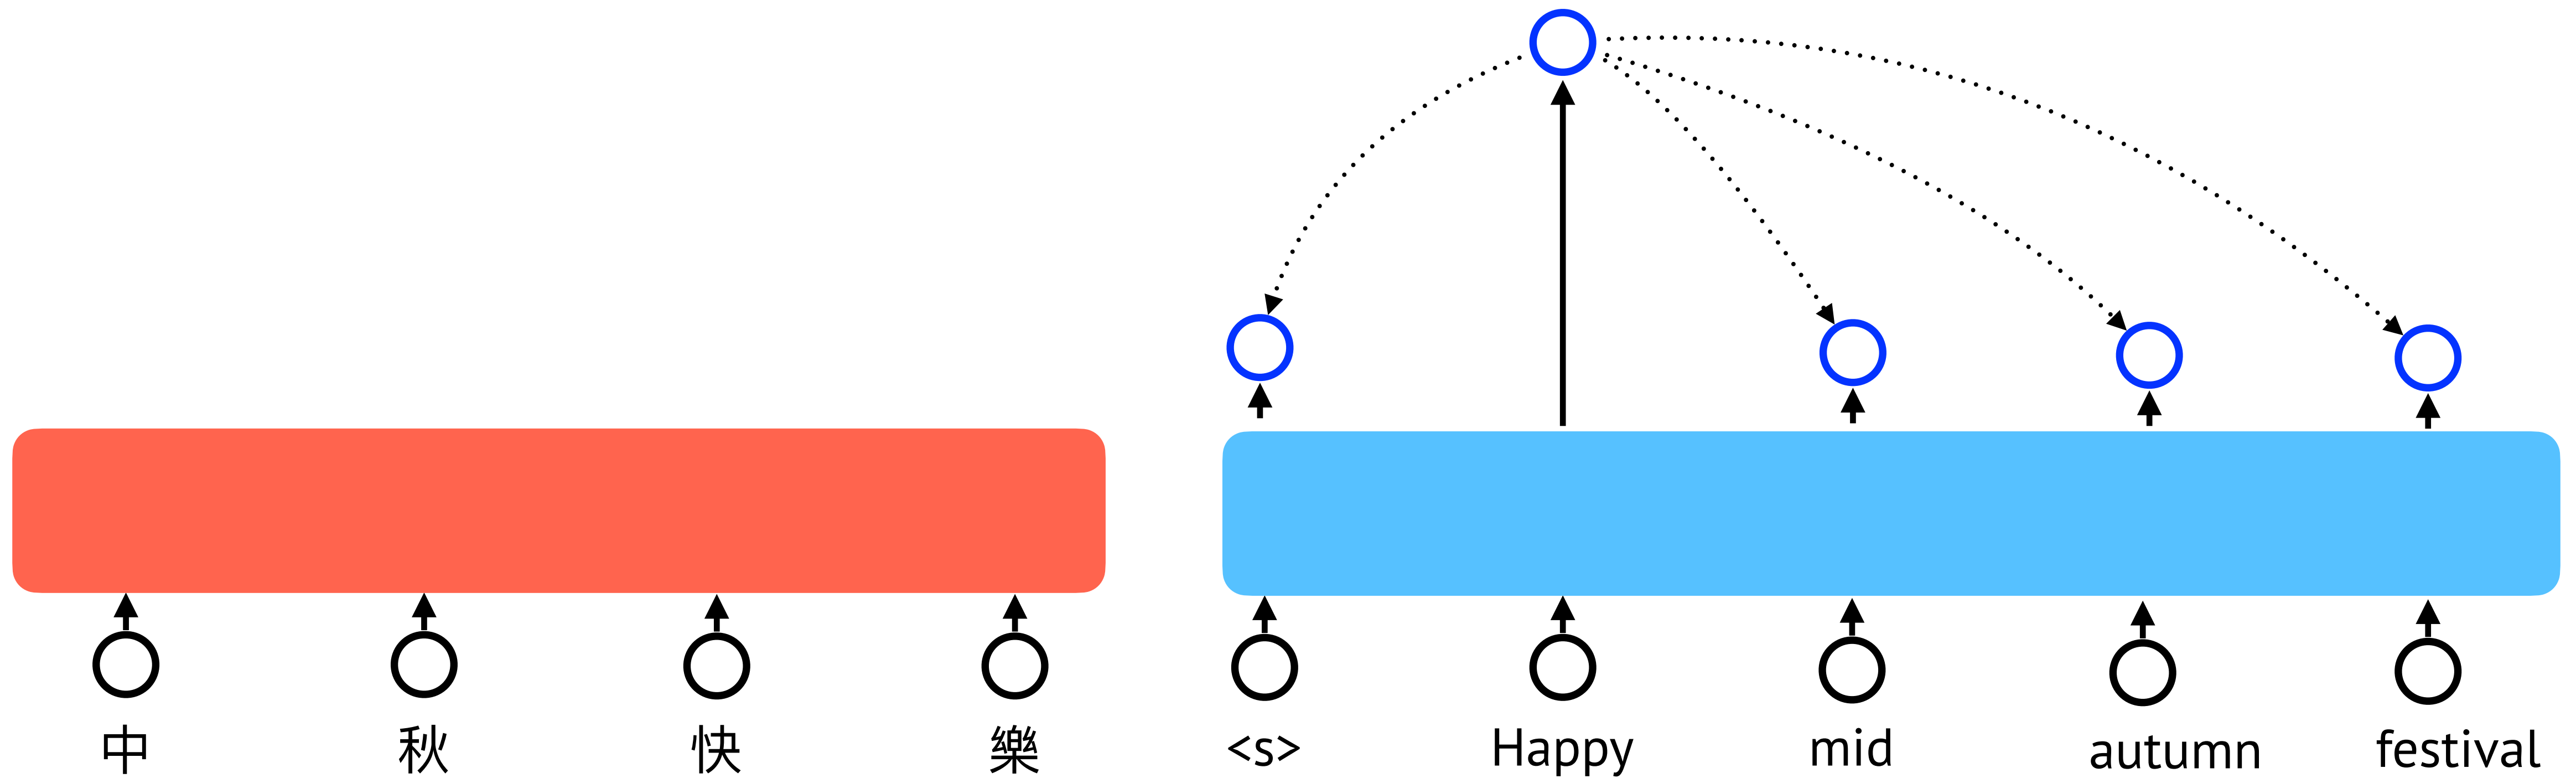 中 秋 快 樂 <s> Happy mid autumn festival